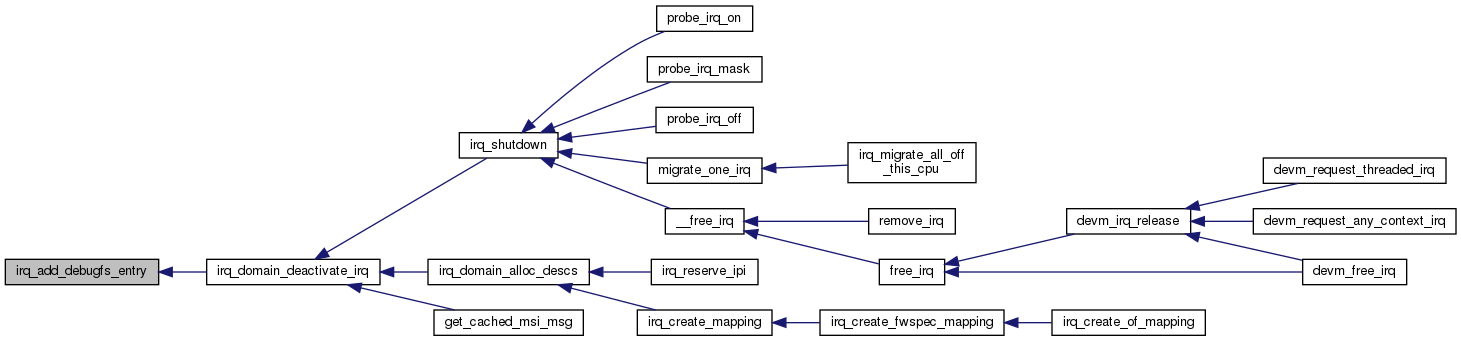 probe_irq_on
probe_irq_mask
probe_irq_off
irq_shutdown
irq_migrate_all_off
_this_cpu
migrate_one_irq
devm_request_threaded_irq
__free_irq
remove_irq
devm_irq_release
devm_request_any_context_irq
irq_add_debugfs_entry
irq_domain_deactivate_irq
irq_domain_alloc_descs
irq_reserve_ipi
free_irq
devm_free_irq
get_cached_msi_msg
irq_create_mapping
irq_create_fwspec_mapping
irq_create_of_mapping